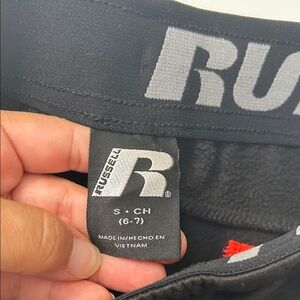 RU
RUSSELL
R®
S • CH
(6-7)
MADE IN/HECHO EN
VIETNAM